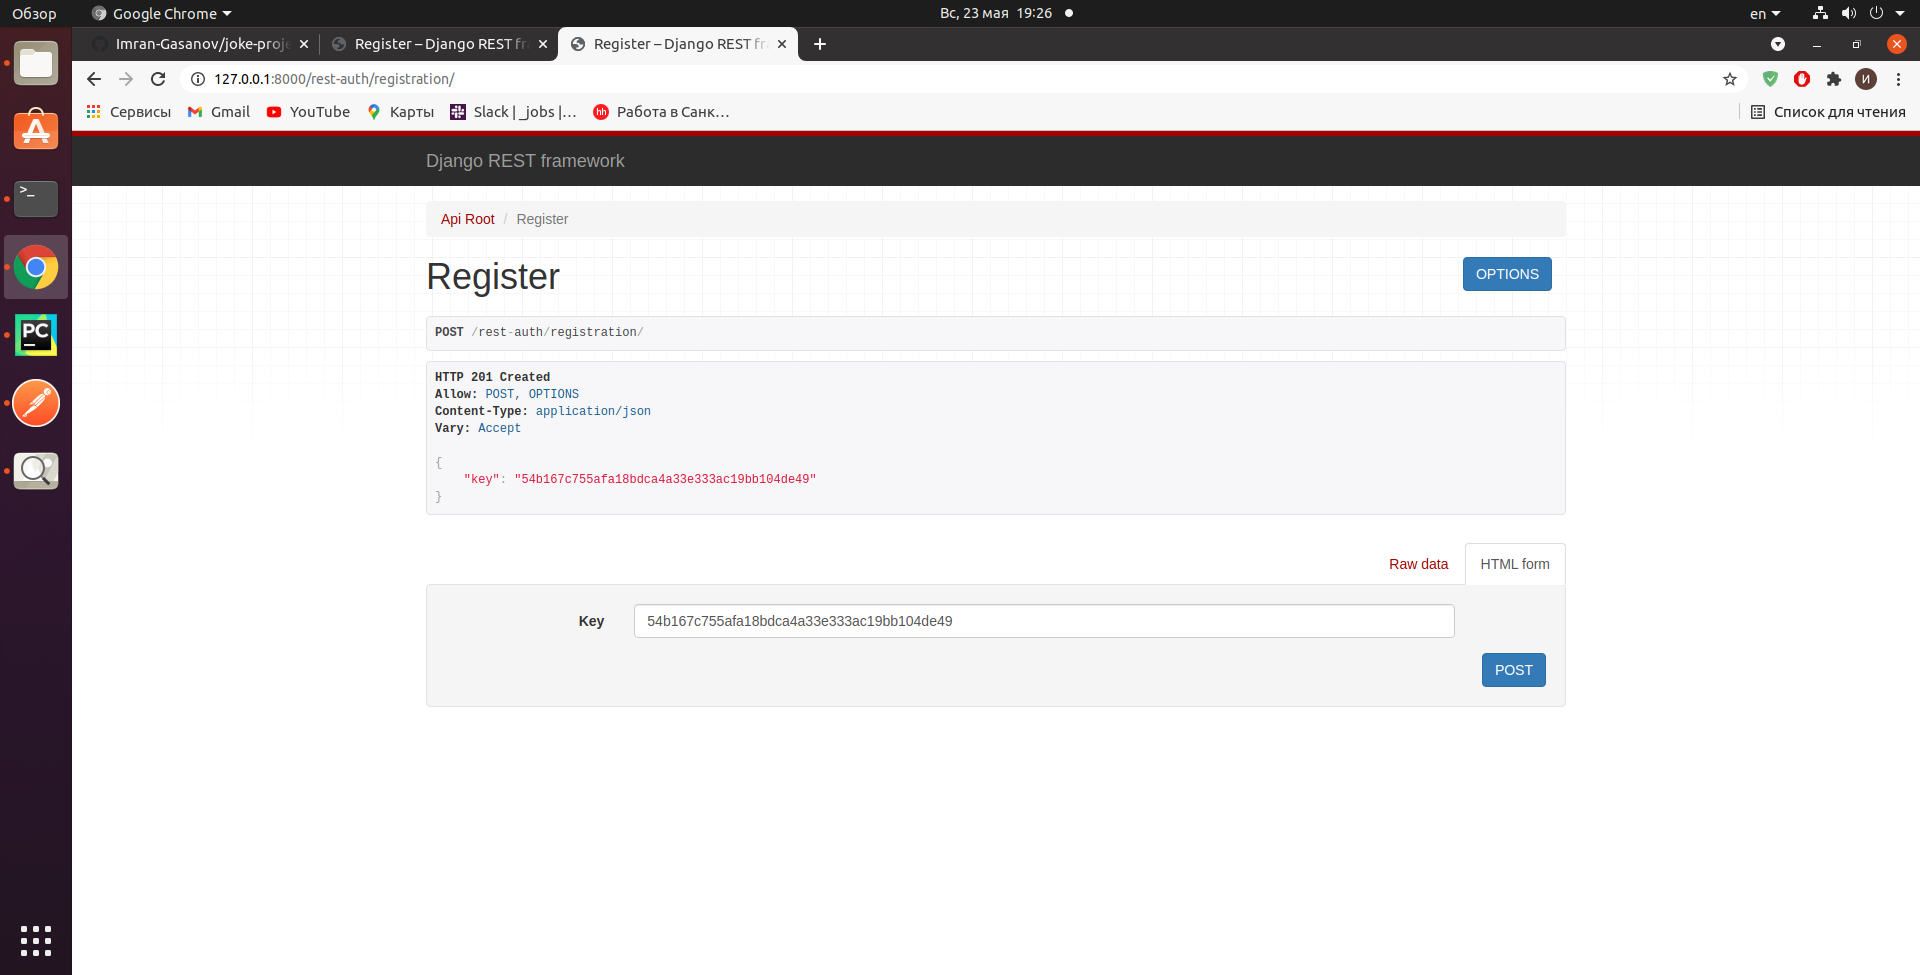 Обзор
Google Chrome
Вс, 23 мая 19:26
en
Imran-Gasanov/joke-proje
Register – Django REST fr
Register – Django REST fr
127.0.0.1:8000/rest-auth/registration/
И
Сервисы
Gmail
YouTube
Карты
Slack | _jobs |…
hh
Работа в Санк…
Список для чтения
Django REST framework
Api Root / Register
Register
OPTIONS
POST /rest-auth/registration/
HTTP 201 Created
Allow: POST, OPTIONS
Content-Type: application/json
Vary: Accept
{
"key": "54b167c755afa18bdca4a33e333ac19bb104de49"
}
Raw data
HTML form
Key
54b167c755afa18bdca4a33e333ac19bb104de49
POST
>_
PC